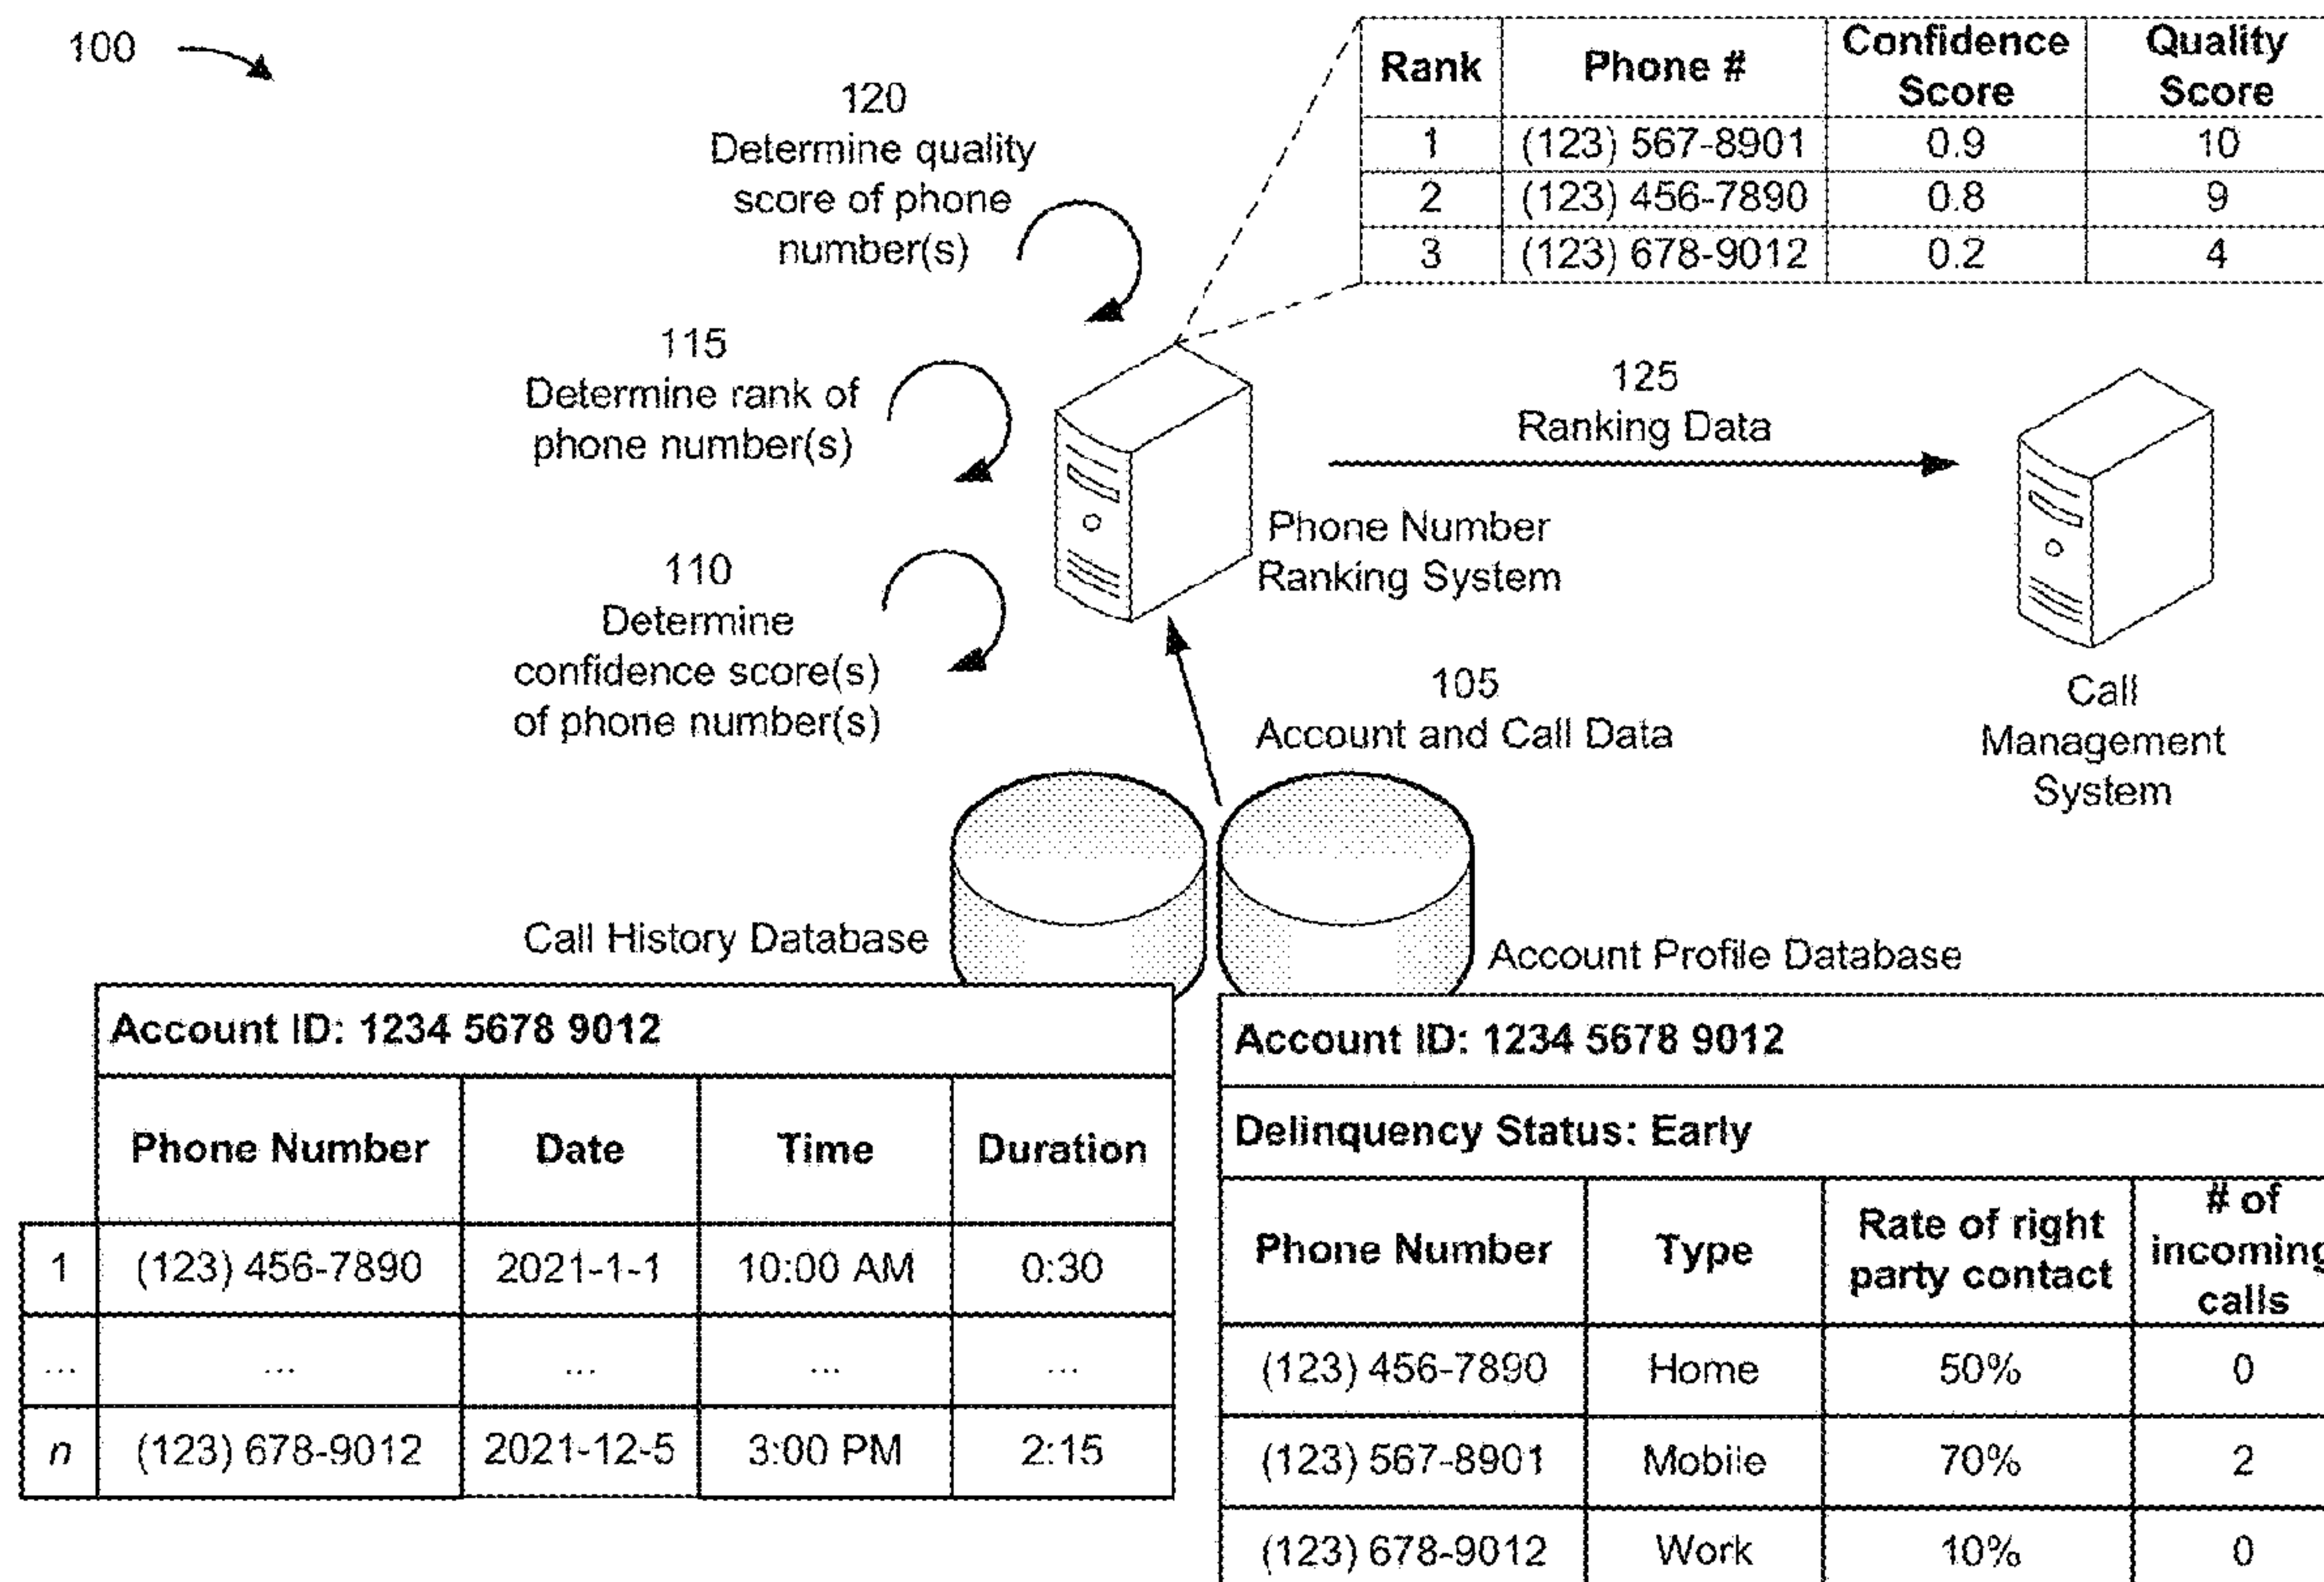 100
120
Determine quality
score of phone
number(s)
Rank Phone # Confidence Score Quality Score
1 (123) 567-8901 0.9 10
2 (123) 456-7890 0.8 9
3 (123) 678-9012 0.2 4
115
Determine rank of
phone number(s)
125
Ranking Data
Phone Number
Ranking System
110
Determine
confidence score(s)
of phone number(s)
105
Account and Call Data
Call
Management
System
Call History Database
Account Profile Database
Account ID: 1234 5678 9012
Phone Number Date Time Duration
1 (123) 456-7890 2021-1-1 10:00 AM 0:30
... ... ... ... ...
n (123) 678-9012 2021-12-5 3:00 PM 2:15
Account ID: 1234 5678 9012
Delinquency Status: Early
Phone Number Type Rate of right party contact # of incoming calls
(123) 456-7890 Home 50% 0
(123) 567-8901 Mobile 70% 2
(123) 678-9012 Work 10% 0